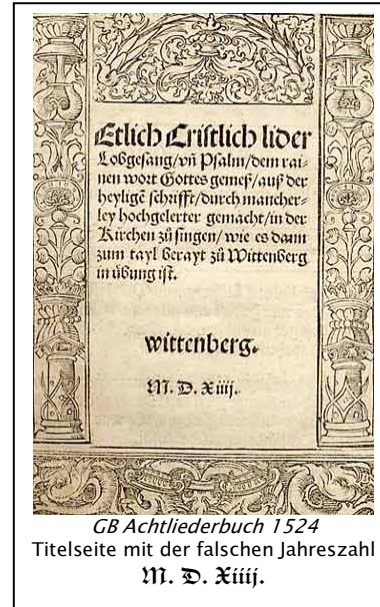 Etlich Cristlich lider
Lobgesang/vñ Psalm/dem rai-
nen wort Gottes gemeß/auß der
heyligẽ schrifft/durch mancher-
ley hochgelerter gemacht/in der
Kirchen zů singen/wie es dann
zum tayl berayt zů Wittenberg
in übung ist.
wittenberg.
M. D. Xiiij.
GB Achtliederbuch 1524
Titelseite mit der falschen Jahreszahl
M. D. Xiiij.